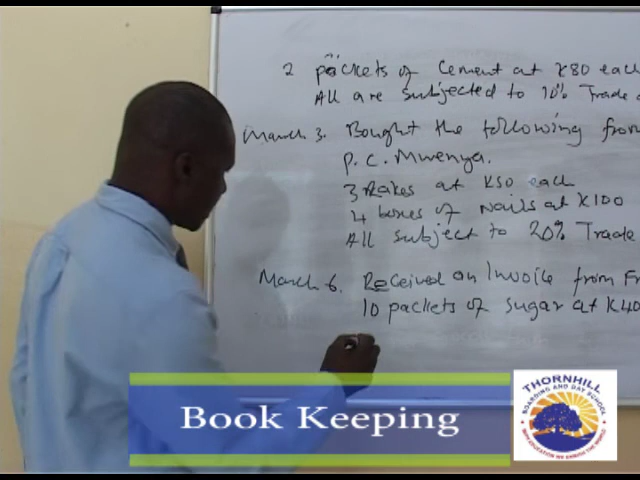 2 packets of Cement at K80 each
All are subjected to 10% Trade
March 3. Bought the following from
P.C. Mwenya.
3 Rakes at K50 each
4 boxes of nails at K100
All subject to 20% Trade
March 6. Received an Invoice from Fr
10 packets of sugar at K40
Book Keeping
THORNHILL
BOARDING AND DAY SCHOOL